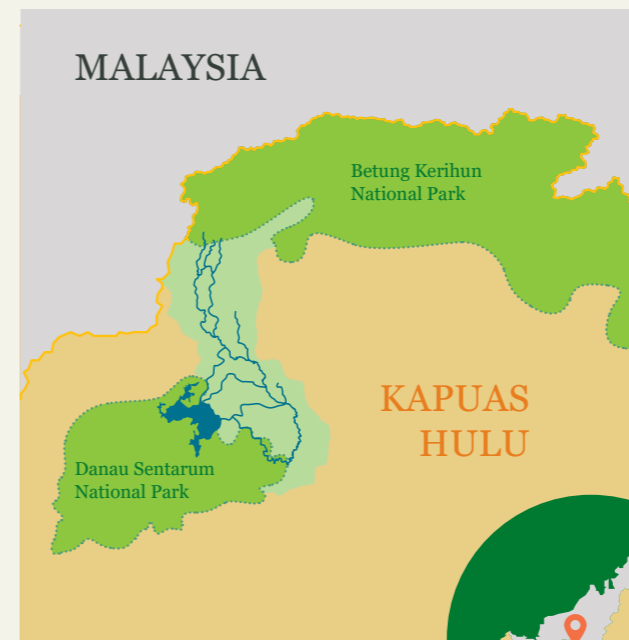 MALAYSIA
Betung Kerihun
National Park
KAPUAS
HULU
Danau Sentarum
National Park